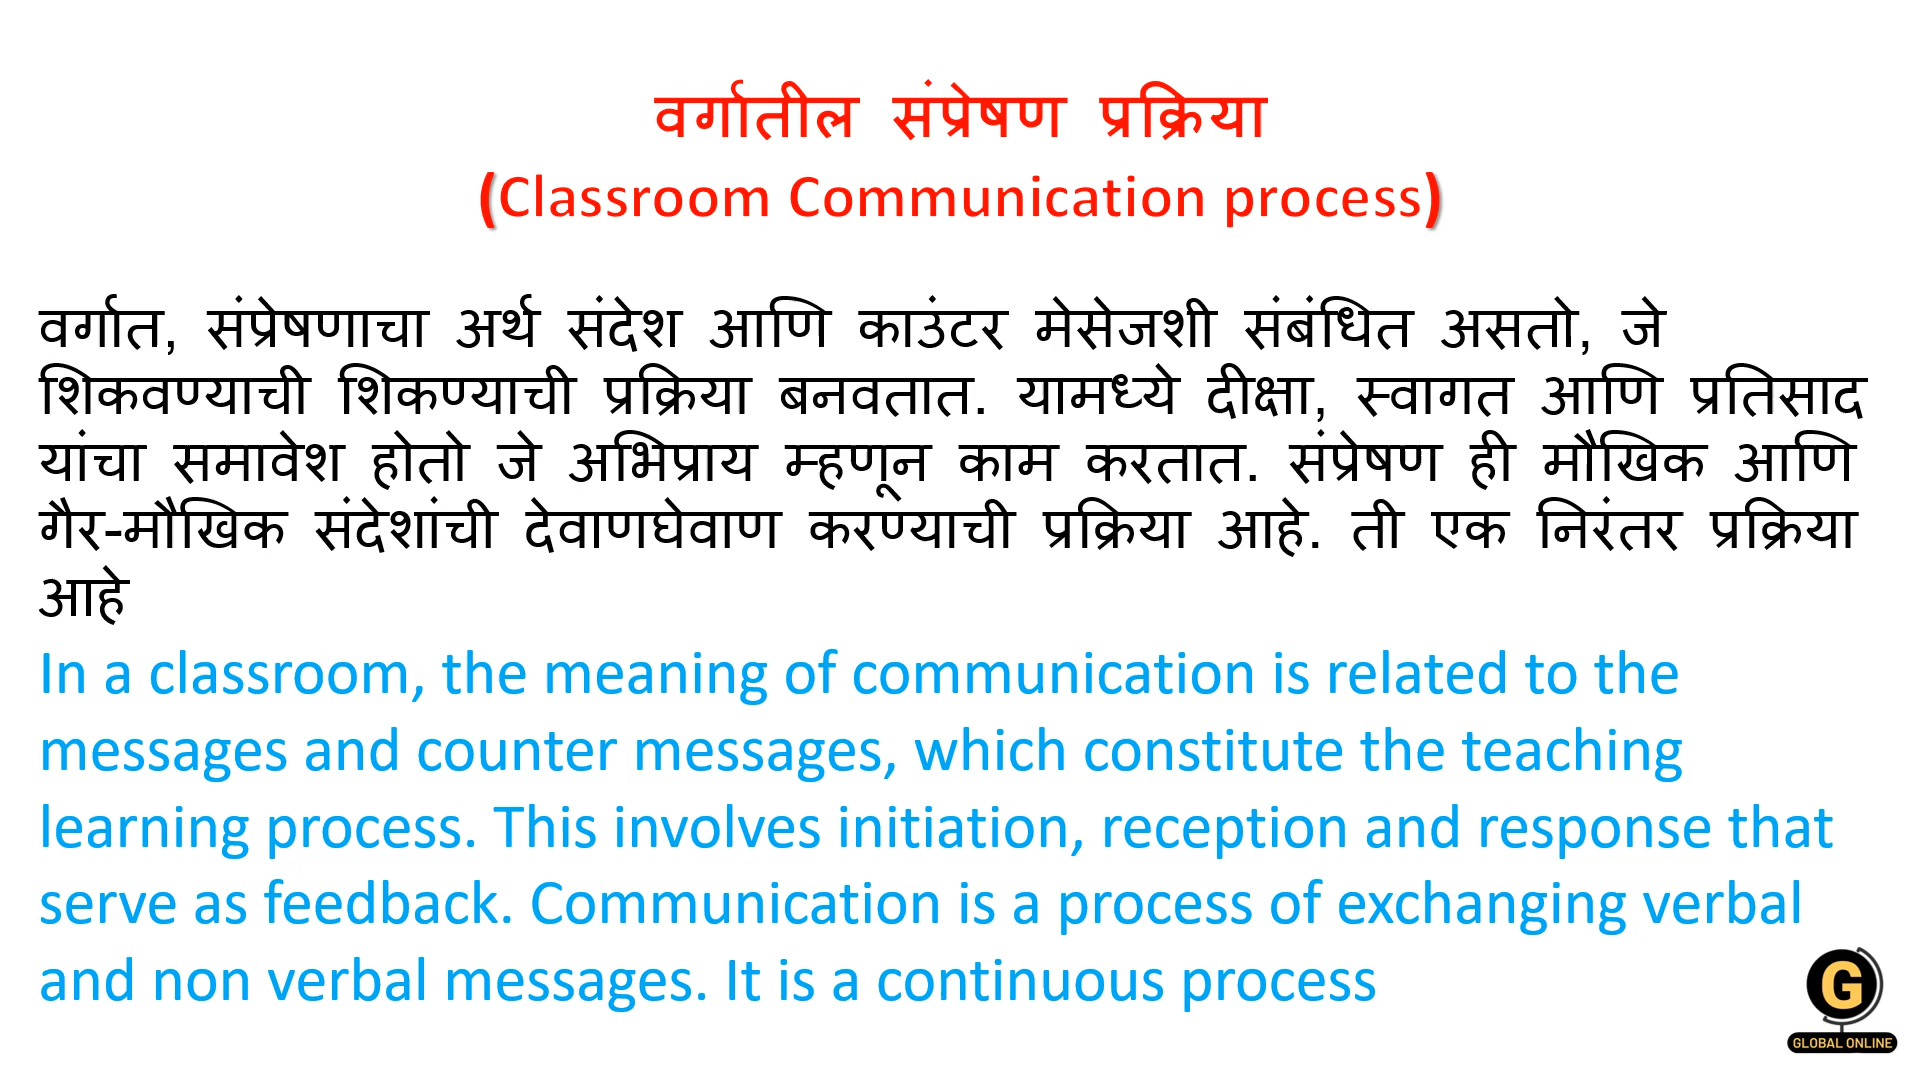 वर्गातील संप्रेषण प्रक्रिया
(Classroom Communication process)
वर्गात, संप्रेषणाचा अर्थ संदेश आणि काउंटर मेसेजशी संबंधित असतो, जे
शिकवण्याची शिकण्याची प्रक्रिया बनवतात. यामध्ये दीक्षा, स्वागत आणि प्रतिसाद
यांचा समावेश होतो जे अभिप्राय म्हणून काम करतात. संप्रेषण ही मौखिक आणि
गैर-मौखिक संदेशांची देवाणघेवाण करण्याची प्रक्रिया आहे. ती एक निरंतर प्रक्रिया
आहे
In a classroom, the meaning of communication is related to the
messages and counter messages, which constitute the teaching
learning process. This involves initiation, reception and response that
serve as feedback. Communication is a process of exchanging verbal
and non verbal messages. It is a continuous process
G
GLOBAL ONLINE